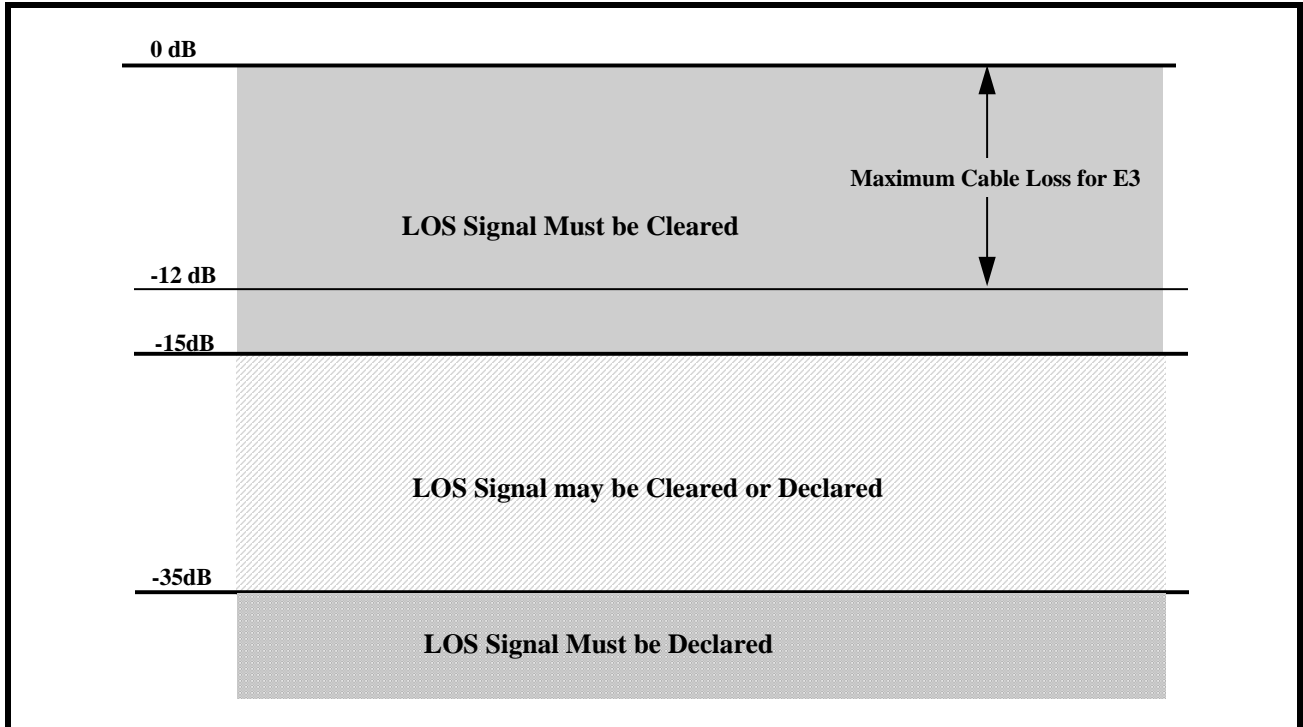 0 dB
Maximum Cable Loss for E3
LOS Signal Must be Cleared
-12 dB
-15dB
LOS Signal may be Cleared or Declared
-35dB
LOS Signal Must be Declared